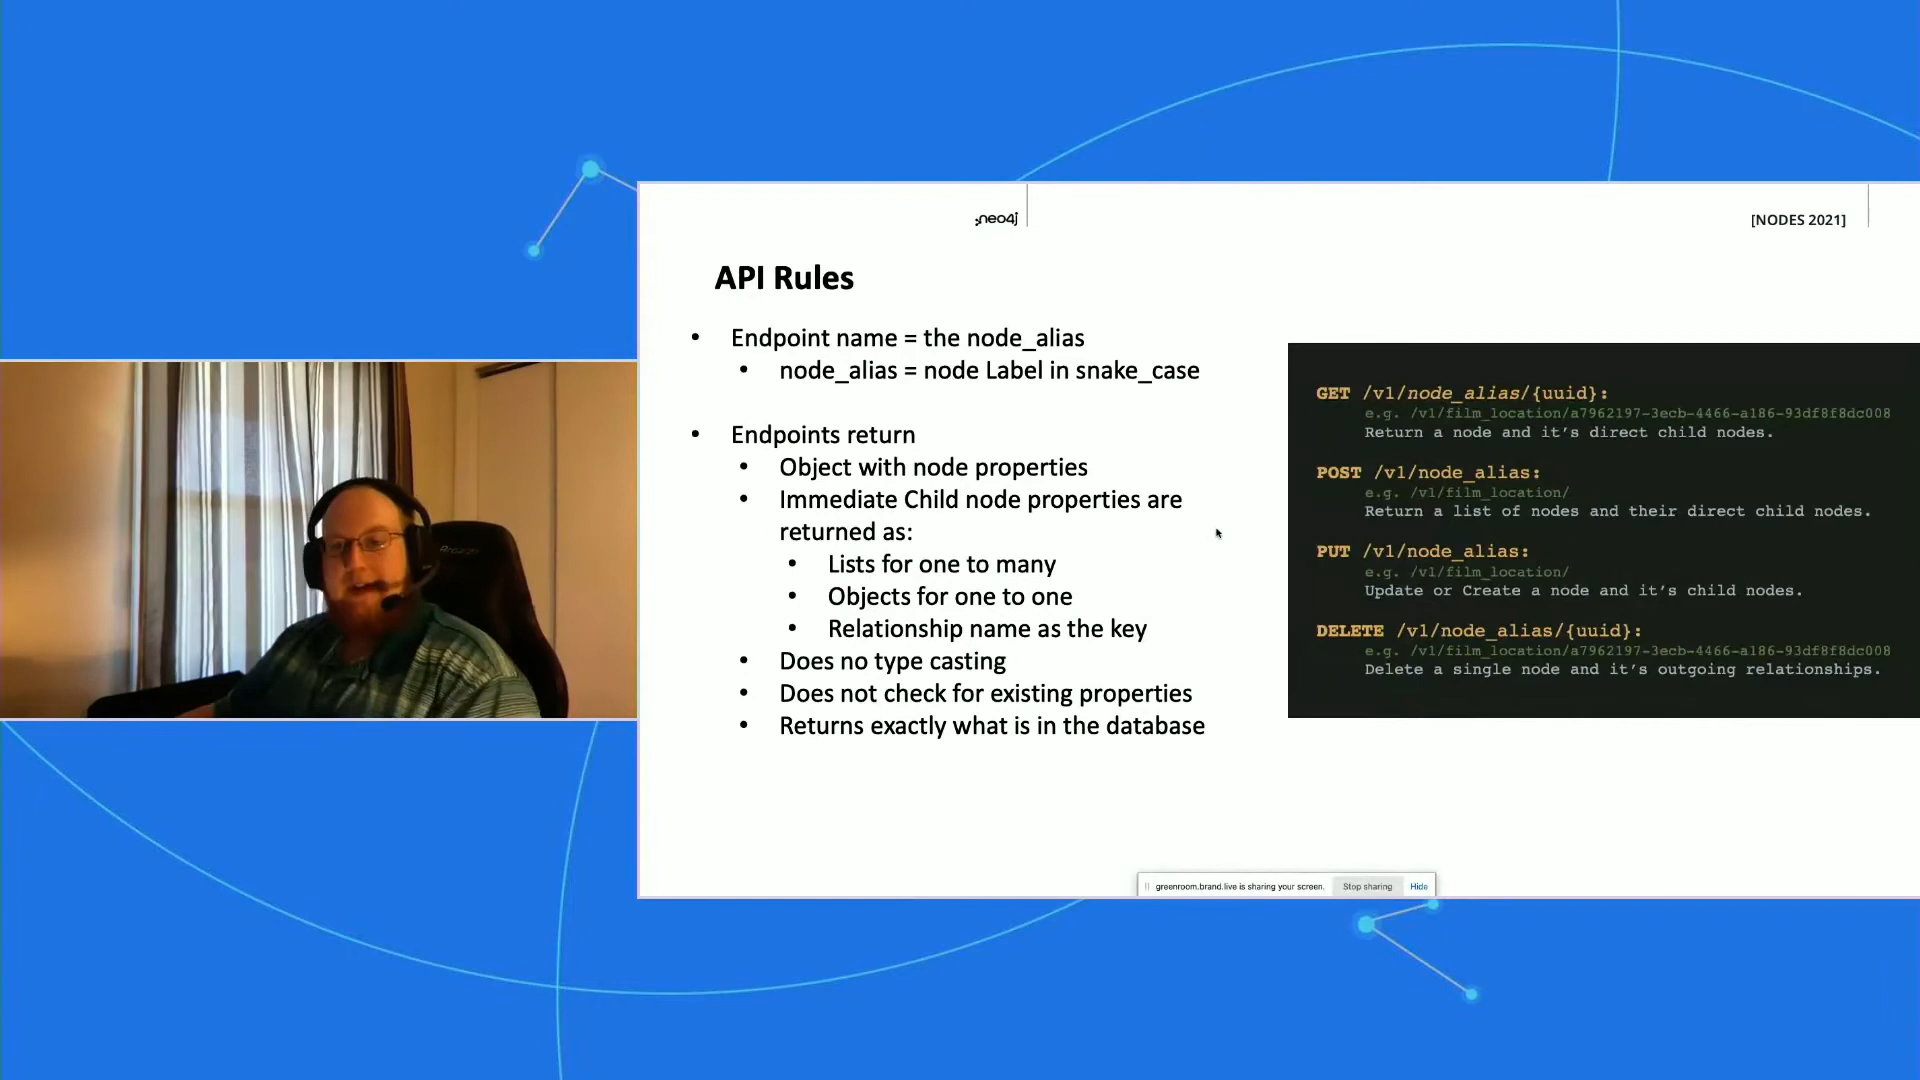 :neo4j
[NODES 2021]
API Rules
• Endpoint name = the node_alias
• node_alias = node Label in snake_case
• Endpoints return
• Object with node properties
• Immediate Child node properties are
returned as:
• Lists for one to many
• Objects for one to one
• Relationship name as the key
• Does no type casting
• Does not check for existing properties
• Returns exactly what is in the database
GET /v1/node_alias/{uuid}:
e.g. /v1/film_location/a7962197-3ecb-4466-a186-93df8f8dc008
Return a node and it's direct child nodes.
POST /v1/node_alias:
e.g. /v1/film_location/
Return a list of nodes and their direct child nodes.
PUT /v1/node_alias:
e.g. /v1/film_location/
Update or Create a node and it's child nodes.
DELETE /v1/node_alias/{uuid}:
e.g. /v1/film_location/a7962197-3ecb-4466-a186-93df8f8dc008
Delete a single node and it's outgoing relationships.
greenroom.brand.live is sharing your screen. Stop sharing Hide